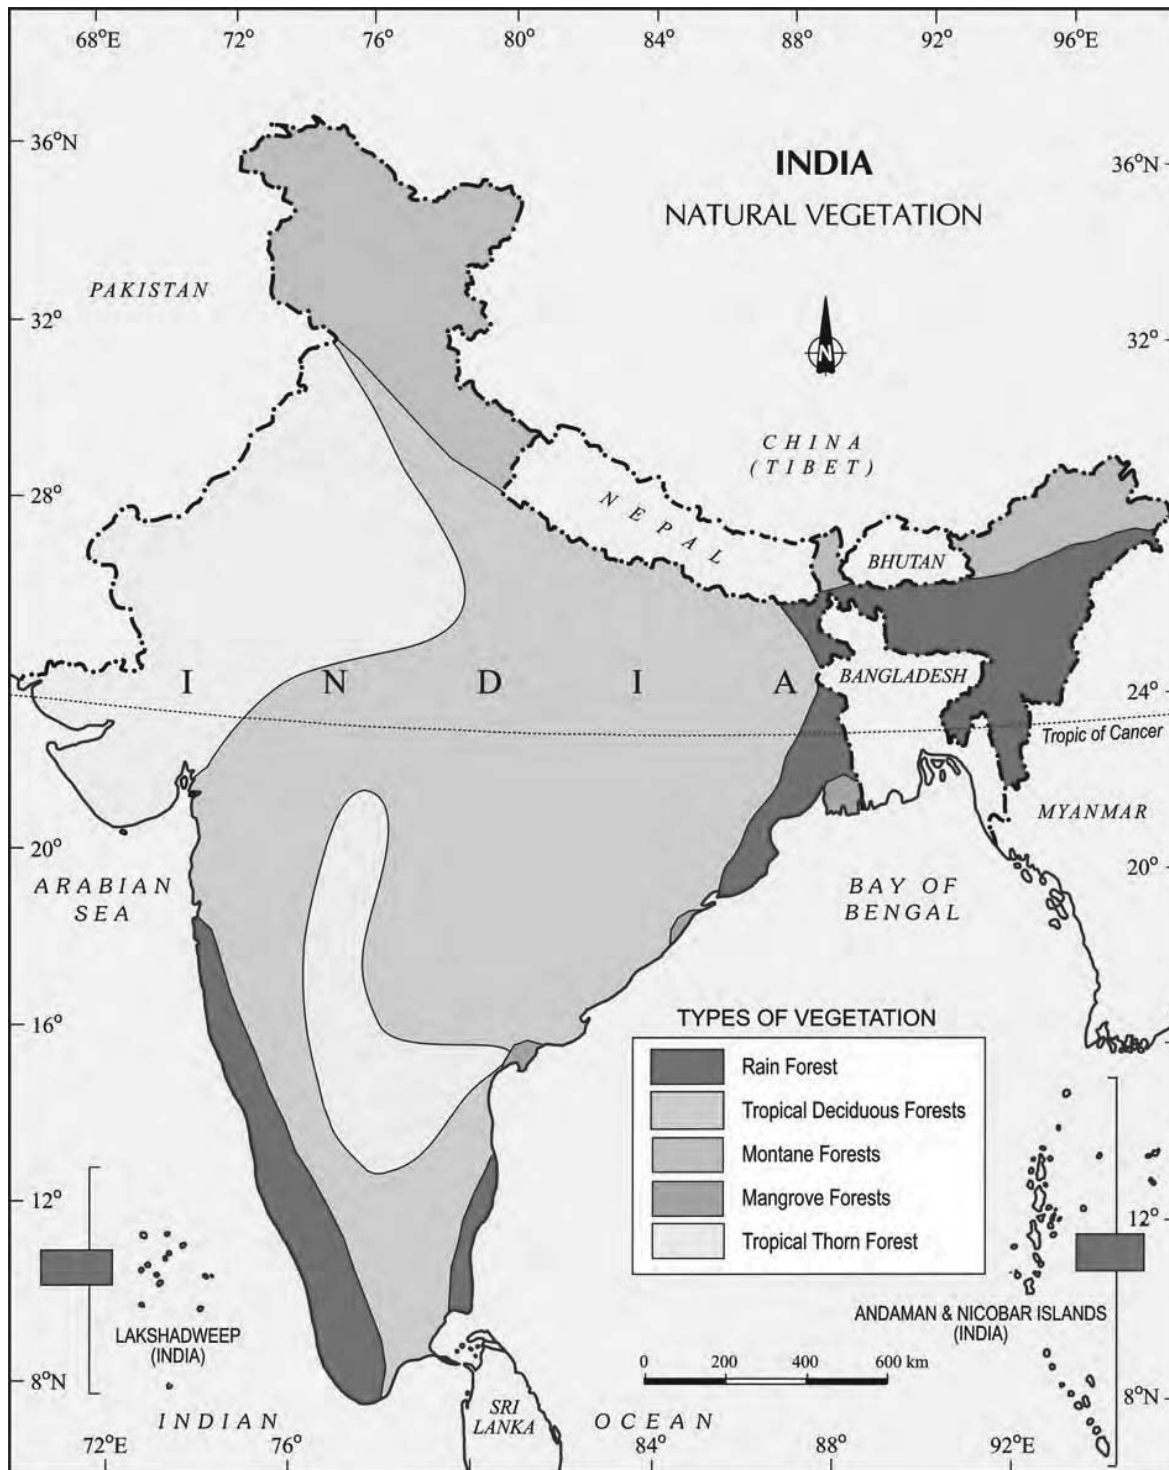 68°E 72° 76° 80° 84° 88° 92° 96°E
36°N
36°N
INDIA
NATURAL VEGETATION
PAKISTAN
32°
32°
CHINA
(TIBET)
28°
NEPAL
BHUTAN
INDIA
BANGLADESH
24°
Tropic of Cancer
MYANMAR
20°
20°
ARABIAN
SEA
BAY OF
BENGAL
16°
TYPES OF VEGETATION
Rain Forest
Tropical Deciduous Forests
Montane Forests
Mangrove Forests
Tropical Thorn Forest
12°
12°
LAKSHADWEEP
(INDIA)
ANDAMAN & NICOBAR ISLANDS
(INDIA)
0 200 400 600 km
8°N
8°N
SRI
LANKA
INDIAN OCEAN
72°E 76° 84° 88° 92°E
N